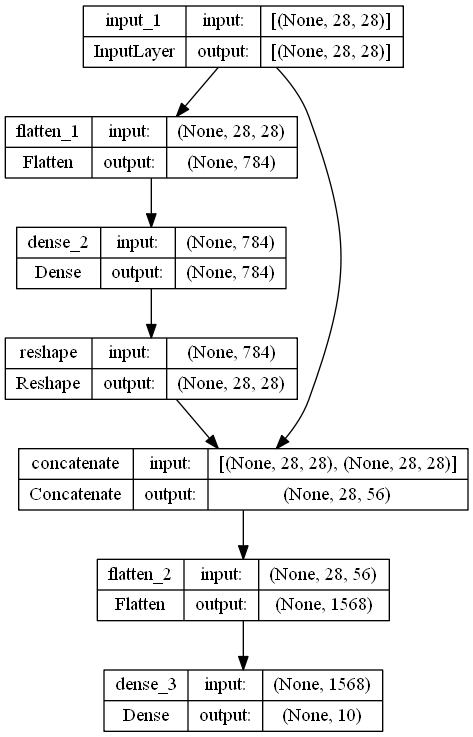 input_1 input: [(None, 28, 28)]
InputLayer output: [(None, 28, 28)]
flatten_1 input: (None, 28, 28)
Flatten output: (None, 784)
dense_2 input: (None, 784)
Dense output: (None, 784)
reshape input: (None, 784)
Reshape output: (None, 28, 28)
concatenate input: [(None, 28, 28), (None, 28, 28)]
Concatenate output: (None, 28, 56)
flatten_2 input: (None, 28, 56)
Flatten output: (None, 1568)
dense_3 input: (None, 1568)
Dense output: (None, 10)